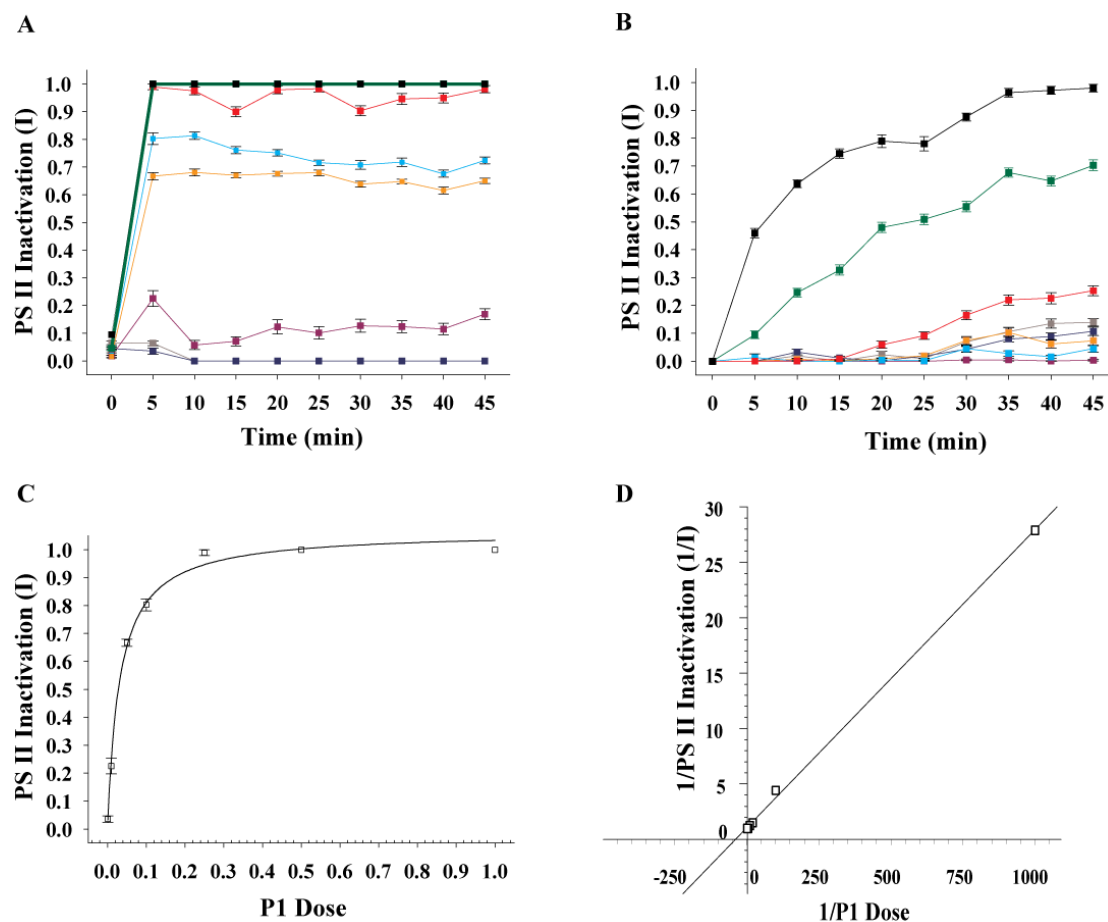 A
PS II Inactivation (I)
1.0
0.9
0.8
0.7
0.6
0.5
0.4
0.3
0.2
0.1
0.0
0 5 10 15 20 25 30 35 40 45
Time (min)
B
PS II Inactivation (I)
1.0
0.9
0.8
0.7
0.6
0.5
0.4
0.3
0.2
0.1
0.0
0 5 10 15 20 25 30 35 40 45
Time (min)
C
PS II Inactivation (I)
1.0
0.9
0.8
0.7
0.6
0.5
0.4
0.3
0.2
0.1
0.0
0.0 0.1 0.2 0.3 0.4 0.5 0.6 0.7 0.8 0.9 1.0
P1 Dose
D
1/PS II Inactivation (1/I)
30
25
20
15
10
5
0
-250 0 250 500 750 1000
1/P1 Dose